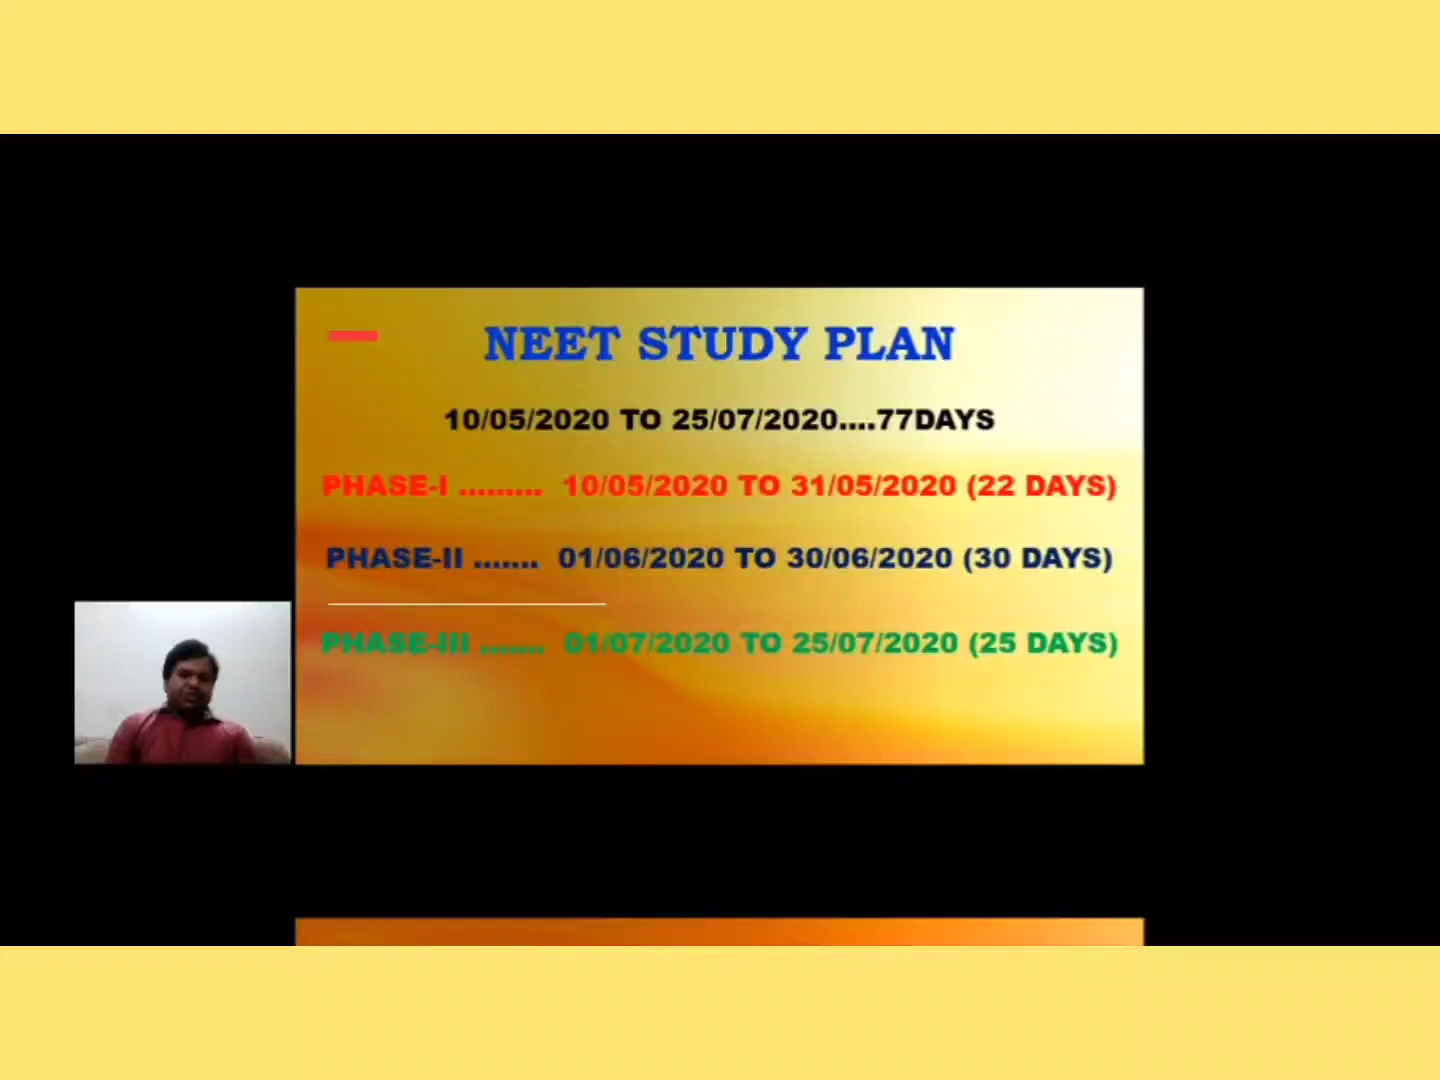 NEET STUDY PLAN
10/05/2020 TO 25/07/2020....77DAYS
PHASE-I ......... 10/05/2020 TO 31/05/2020 (22 DAYS)
PHASE-II ....... 01/06/2020 TO 30/06/2020 (30 DAYS)
PHASE-III ....... 01/07/2020 TO 25/07/2020 (25 DAYS)